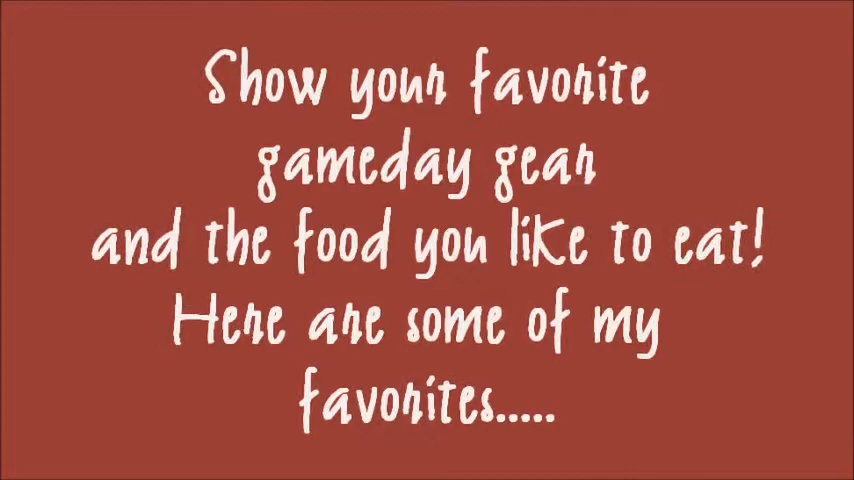 Show your favorite
gameday gear
and the food you like to eat!
Here are some of my
favorites.....